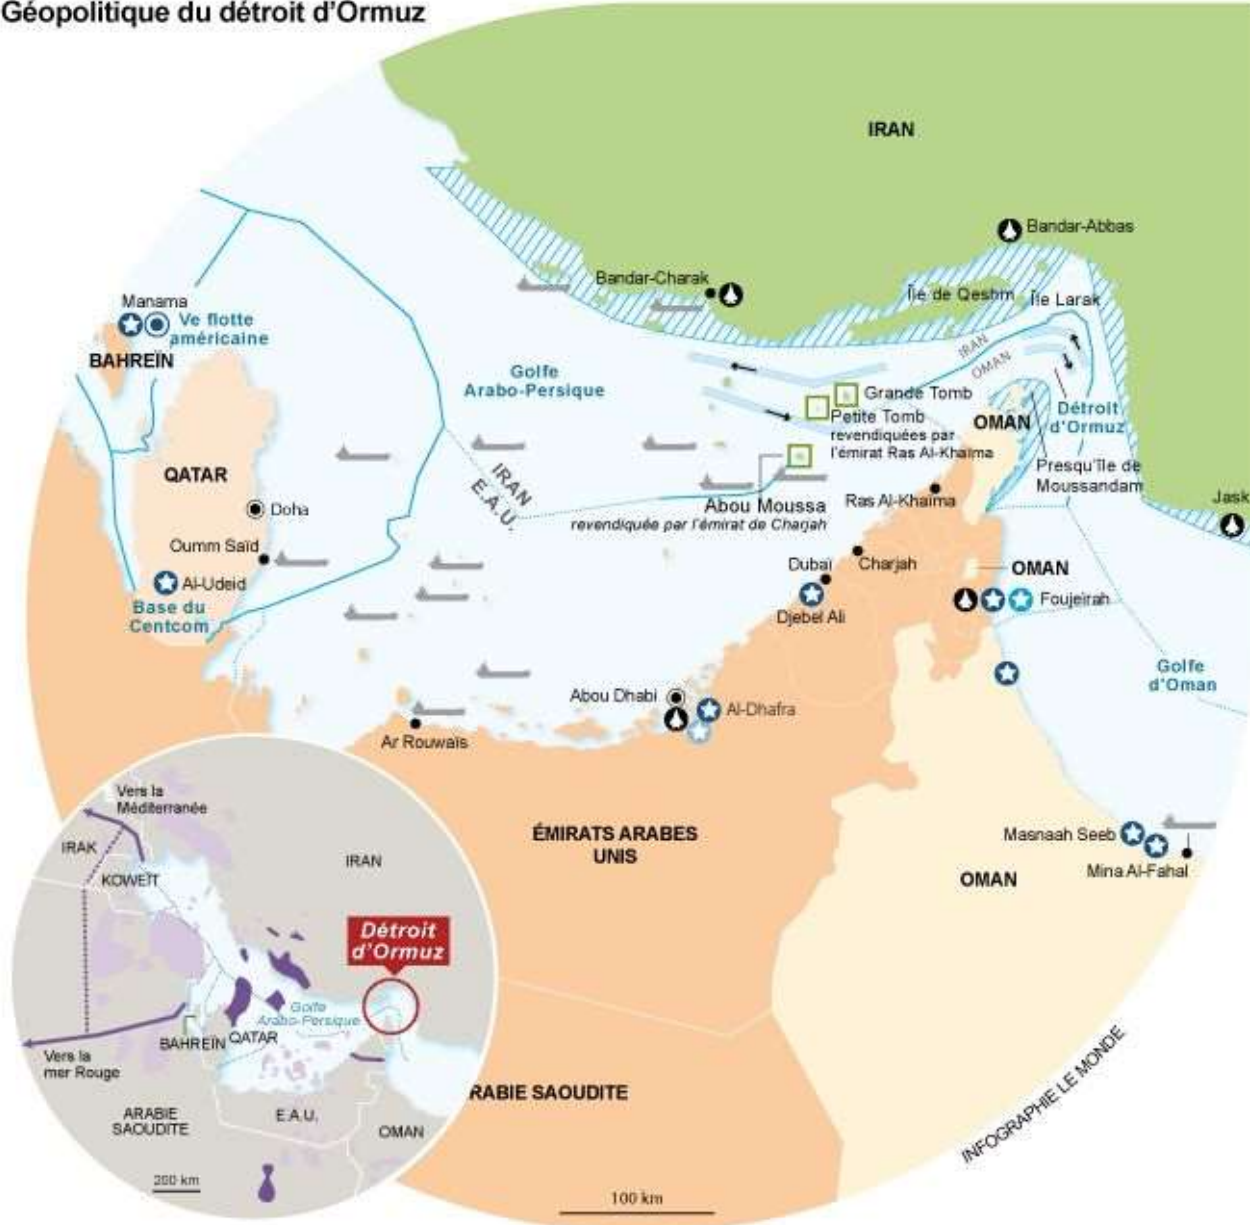 Géopolitique du détroit d'Ormuz
IRAN
Bandar-Abbas
Bandar-Charak
Île de Qeshm
Île Larak
Manama
Ve flotte
américaine
BAHREÏN
Golfe
Arabo-Persique
IRAN
OMAN
Grande Tomb
Petite Tomb
revendiquées par
l'émirat Ras Al-Khaïma
OMAN
Détroit
d'Ormuz
Presqu'île de
Moussandam
QATAR
IRAN
E.A.U.
Abou Moussa
revendiquée par l'émirat de Charjah
Ras Al-Khaïma
Jask
Doha
Oumm Saïd
Al-Udeid
Base du
Centcom
Dubaï
Charjah
Djebel Ali
OMAN
Foujeirah
Golfe
d'Oman
Abou Dhabi
Al-Dhafra
Ar Rouwaïs
ÉMIRATS ARABES
UNIS
Masnaah Seeb
Mina Al-Fahal
OMAN
Vers la
Méditerranée
IRAK
KOWEÏT
IRAN
Détroit
d'Ormuz
Golfe
Arabo-Persique
BAHREÏN
QATAR
Vers la
mer Rouge
ARABIE
SAOUDITE
E.A.U.
OMAN
200 km
RABIE SAOUDITE
100 km
INFOGRAPHIE LE MONDE